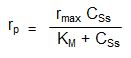 rp = rmax CSs
KM + CSs